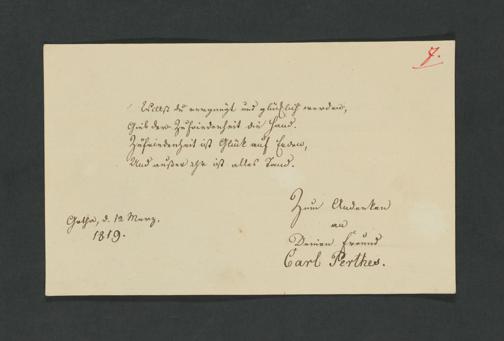 7.
Willst du vergnügt und glücklich werden,
Gieb der Zufriedenheit die Hand.
Zufriedenheit ist Glück auf Erden,
Und außer ihr ist alles Tand.
Zum Andenken
an
Deinen Freund
Carl Perthes.
Gotha, d. 12 Merz.
1819.